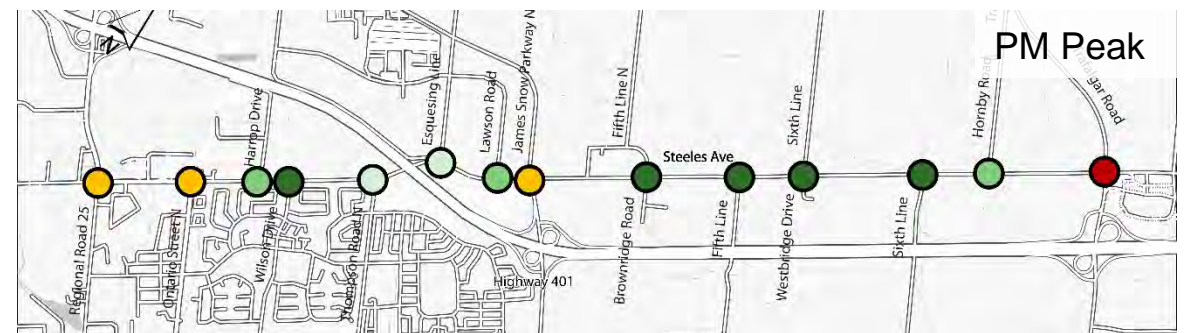 PM Peak
Regional Road 25
Ontario Street N
Harrop Drive
Wilson Drive
Thompson Road N
Esquesing Line
Lawson Road
James Snow Parkway N
Highway 401
Fifth Line N
Brownridge Road
Steeles Ave
Fifth Line
Westbridge Drive
Sixth Line
Sixth LIne
Hornby Road
Road